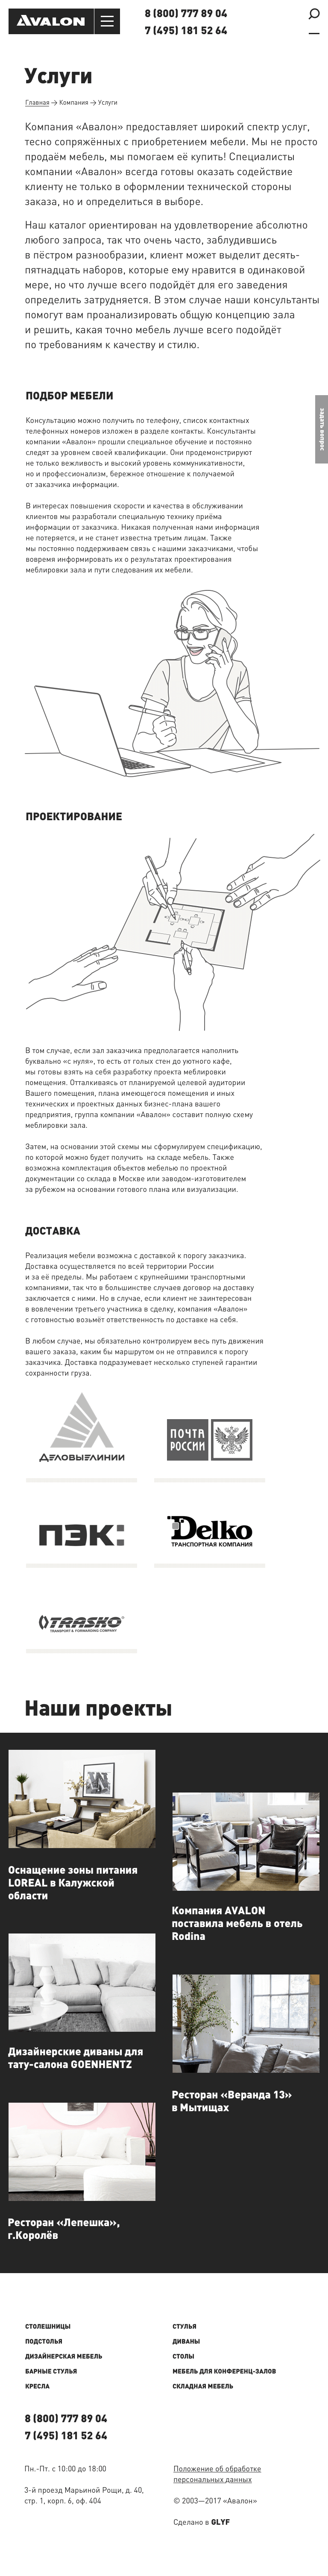 AVALON
8 (800) 777 89 04
7 (495) 181 52 64
Услуги
Главная → Компания → Услуги
Компания «Авалон» предоставляет широкий спектр услуг,
тесно сопряжённых с приобретением мебели. Мы не просто
продаём мебель, мы помогаем её купить! Специалисты
компании «Авалон» всегда готовы оказать содействие
клиенту не только в оформлении технической стороны
заказа, но и определиться в выборе.
Наш каталог ориентирован на удовлетворение абсолютно
любого запроса, так что очень часто, заблудившись
в пёстром разнообразии, клиент может выделит десять-
пятнадцать наборов, которые ему нравится в одинаковой
мере, но что лучше всего подойдёт для его заведения
определить затрудняется. В этом случае наши консультанты
помогут вам проанализировать общую концепцию зала
и решить, какая точно мебель лучше всего подойдёт
по требованиям к качеству и стилю.
задать вопрос
ПОДБОР МЕБЕЛИ
Консультацию можно получить по телефону, список контактных
телефонных номеров изложен в разделе контакты. Консультанты
компании «Авалон» прошли специальное обучение и постоянно
следят за уровнем своей квалификации. Они продемонстрируют
не только вежливость и высокий уровень коммуникативности,
но и профессионализм, бережное отношение к получаемой
от заказчика информации.
В интересах повышения скорости и качества в обслуживании
клиентов мы разработали специальную технику приёма
информации от заказчика. Никакая полученная нами информация
не потеряется, и не станет известна третьим лицам. Также
мы постоянно поддерживаем связь с нашими заказчиками, чтобы
вовремя информировать их о результатах проектирования
меблировки зала и пути следования их мебели.
ПРОЕКТИРОВАНИЕ
В том случае, если зал заказчика предполагается наполнить
буквально «с нуля», то есть от голых стен до уютного кафе,
мы готовы взять на себя разработку проекта меблировки
помещения. Отталкиваясь от планируемой целевой аудитории
Вашего помещения, плана имеющегося помещения и иных
технических и проектных данных бизнес-плана вашего
предприятия, группа компании «Авалон» составит полную схему
меблировки зала.
Затем, на основании этой схемы мы сформулируем спецификацию,
по которой можно будет получить на складе мебель. Также
возможна комплектация объектов мебелью по проектной
документации со склада в Москве или заводом-изготовителем
за рубежом на основании готового плана или визуализации.
ДОСТАВКА
Реализация мебели возможна с доставкой к порогу заказчика.
Доставка осуществляется по всей территории России
и за её пределы. Мы работаем с крупнейшими транспортными
компаниями, так что в большинстве случаев договор на доставку
заключается с ними. Но в случае, если клиент не заинтересован
в вовлечении третьего участника в сделку, компания «Авалон»
с готовностью возьмёт ответственность по доставке на себя.
В любом случае, мы обязательно контролируем весь путь движения
вашего заказа, каким бы маршрутом он не отправился к порогу
заказчика. Доставка подразумевает несколько ступеней гарантии
сохранности груза.
ДЕЛОВЫЕ ЛИНИИ
ПОЧТА
РОССИИ
ПЭК:
Delko
ТРАНСПОРТНАЯ КОМПАНИЯ
TRASKO
TRANSPORT & FORWARDING COMPANY
Наши проекты
Оснащение зоны питания
LOREAL в Калужской
области
Компания AVALON
поставила мебель в отель
Rodina
Дизайнерские диваны для
тату-салона GOENHENTZ
Ресторан «Веранда 13»
в Мытищах
Ресторан «Лепешка»,
г.Королёв
СТОЛЕШНИЦЫ
ПОДСТОЛЬЯ
ДИЗАЙНЕРСКАЯ МЕБЕЛЬ
БАРНЫЕ СТУЛЬЯ
КРЕСЛА
СТУЛЬЯ
ДИВАНЫ
СТОЛЫ
МЕБЕЛЬ ДЛЯ КОНФЕРЕНЦ-ЗАЛОВ
СКЛАДНАЯ МЕБЕЛЬ
8 (800) 777 89 04
7 (495) 181 52 64
Пн.-Пт. с 10:00 до 18:00
3-й проезд Марьиной Рощи, д. 40,
стр. 1, корп. 6, оф. 404
Положение об обработке
персональных данных
© 2003—2017 «Авалон»
Сделано в GLYF